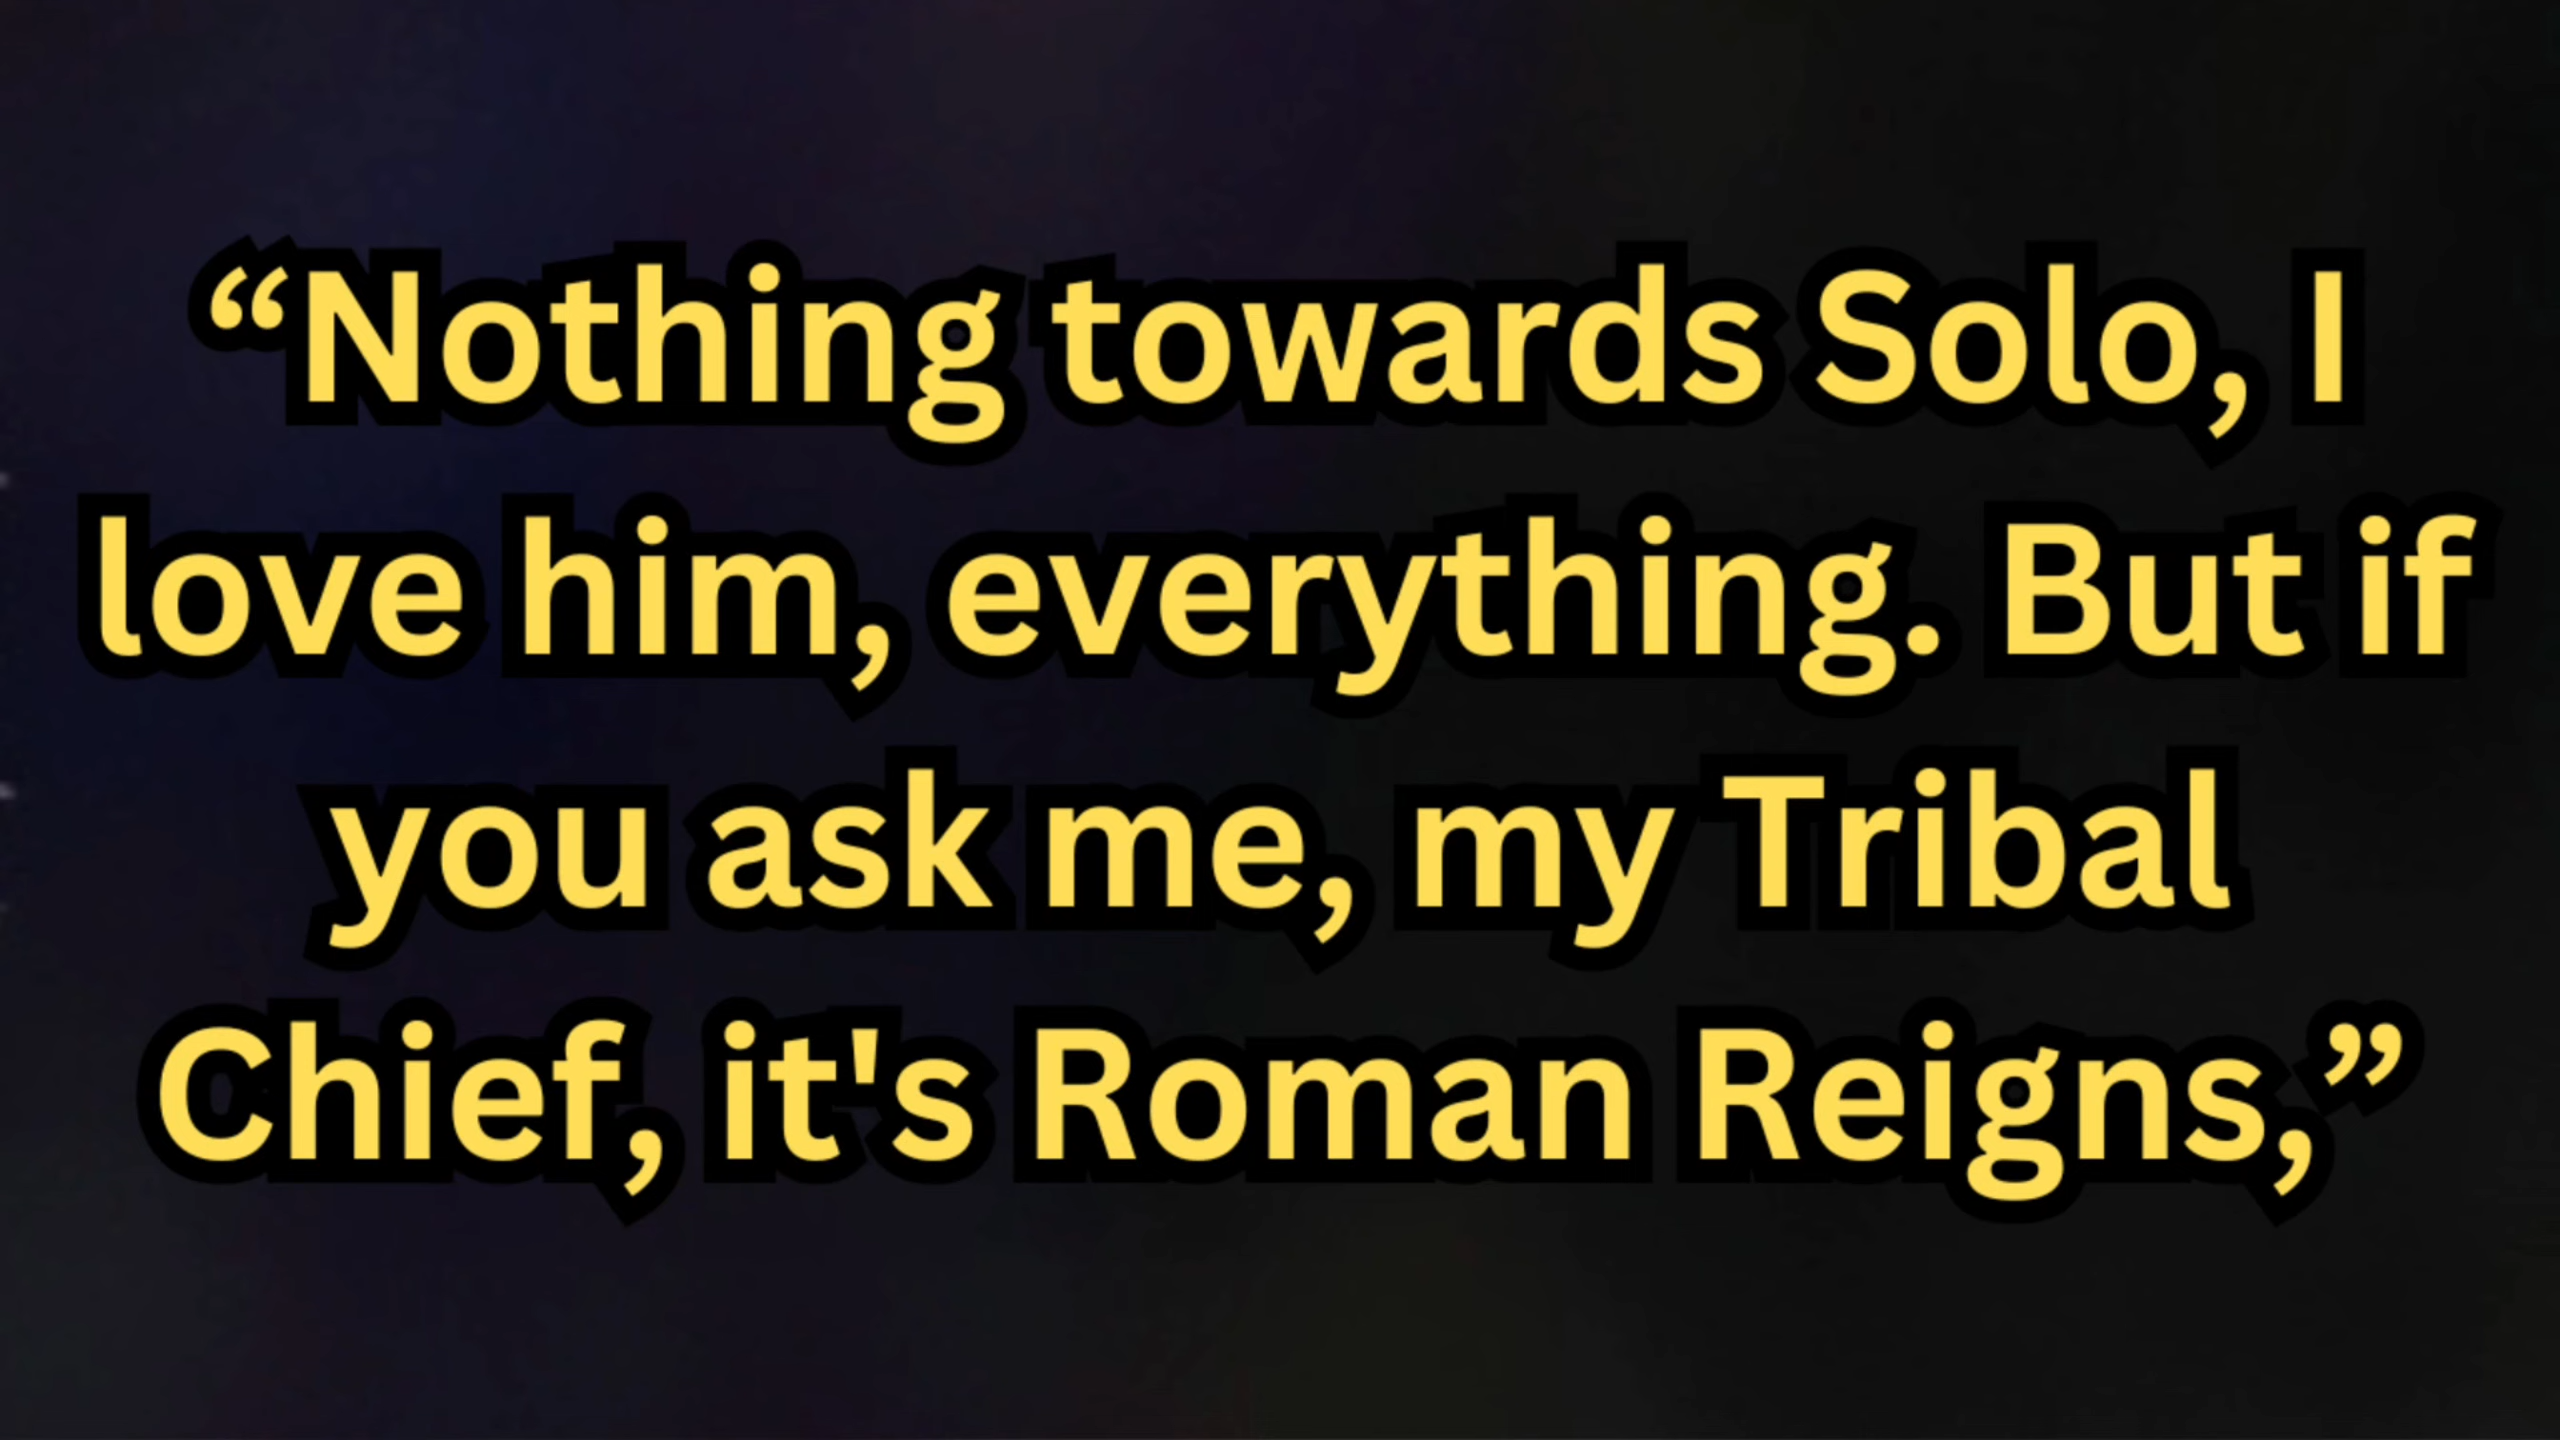 “Nothing towards Solo, I
love him, everything. But if
you ask me, my Tribal
Chief, it's Roman Reigns,”